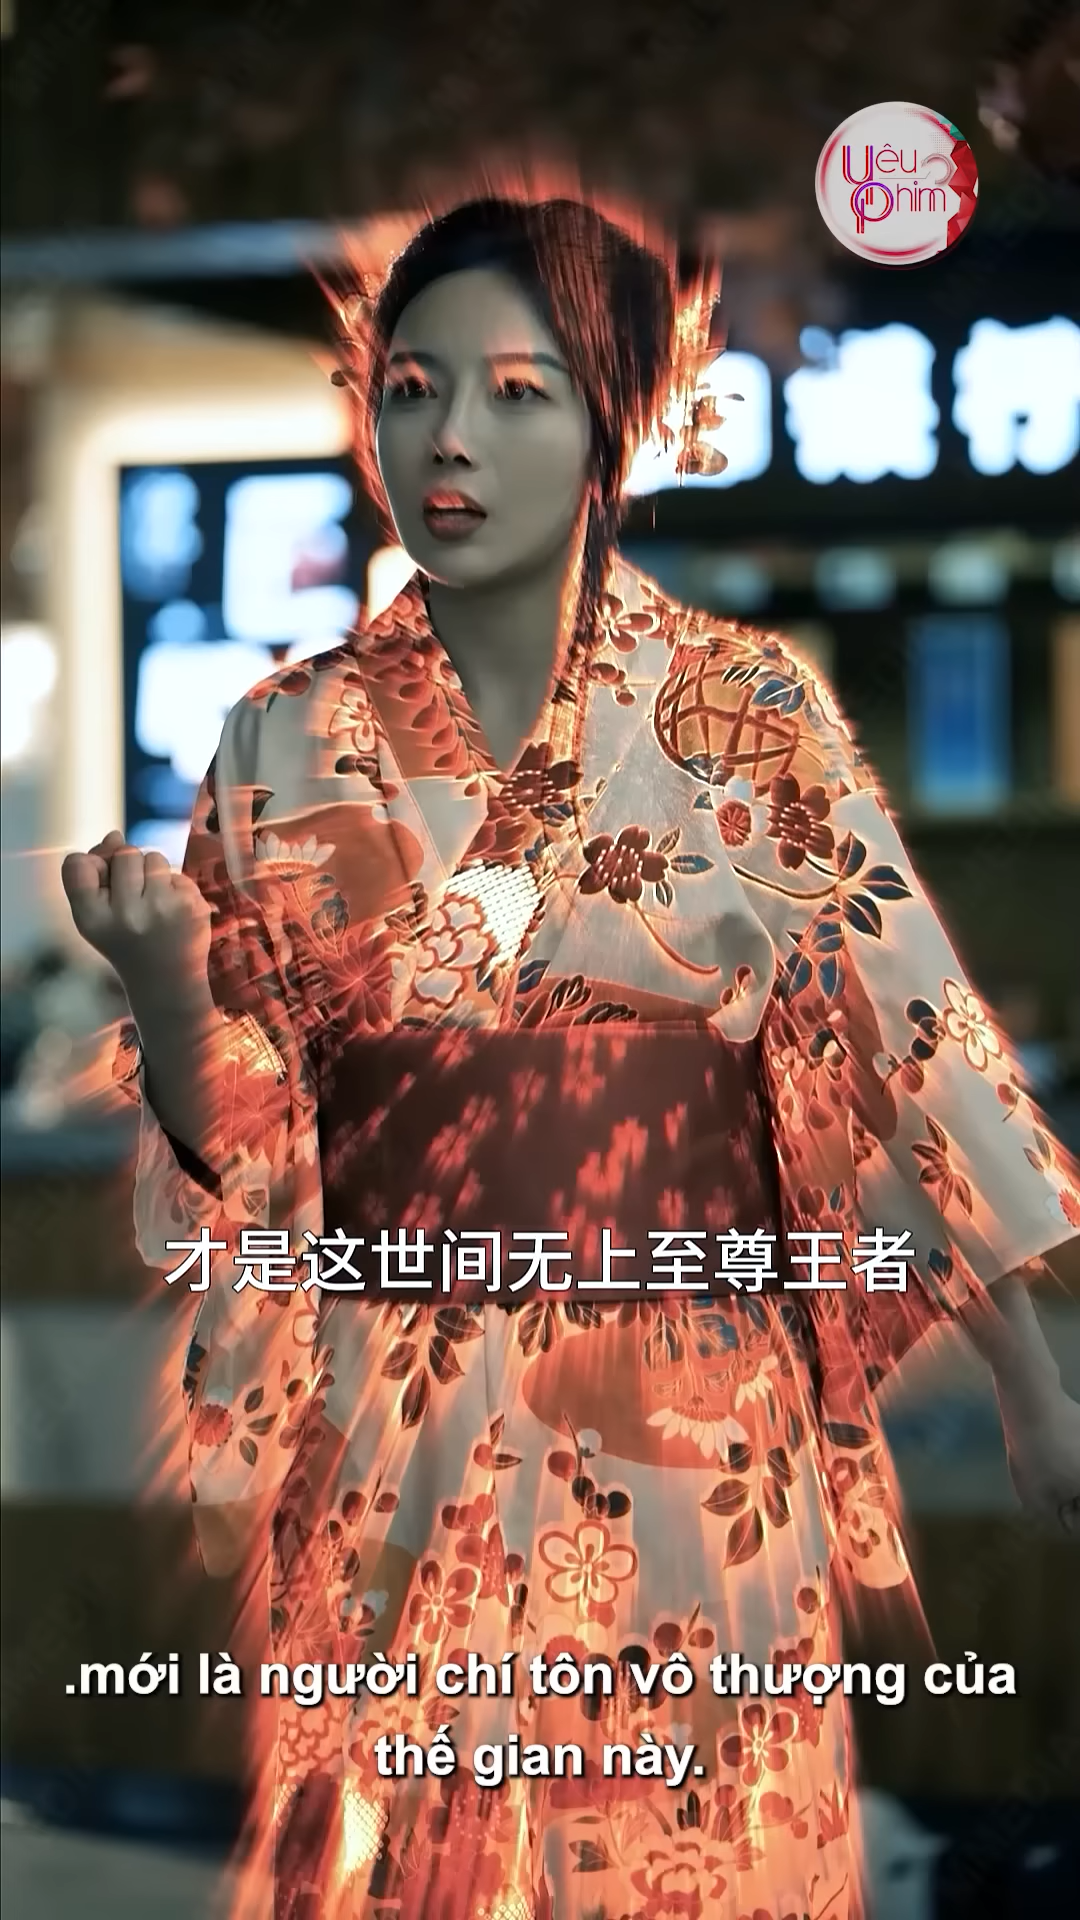 Yêu
Phim
才是这世间无上至尊王者
.mới là người chí tôn vô thượng của
thế gian này.